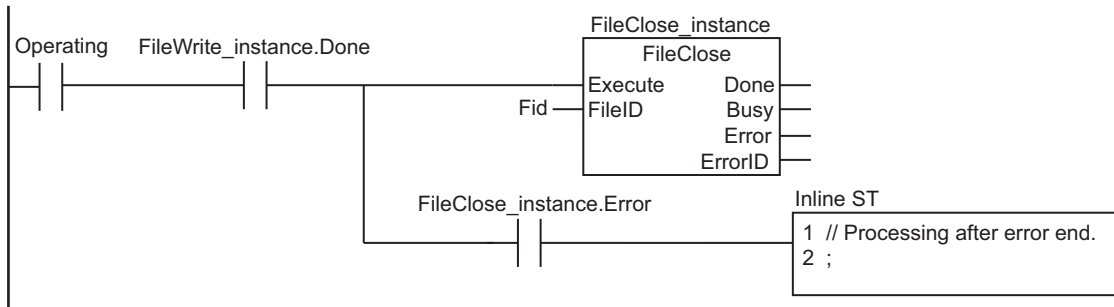 FileClose_instance
Operating
FileWrite_instance.Done
FileClose
Execute
Done
Fid
FileID
Busy
Error
ErrorID
FileClose_instance.Error
Inline ST
1 // Processing after error end.
2 ;